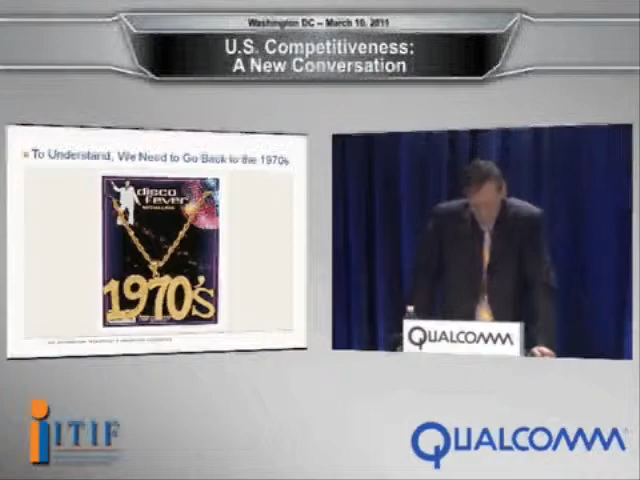 Washington DC – March 10, 2011
U.S. Competitiveness:
A New Conversation
To Understand, We Need to Go Back to the 1970s
disco
fever
1970's
QUALCOMM
ITIF
QUALCOMM